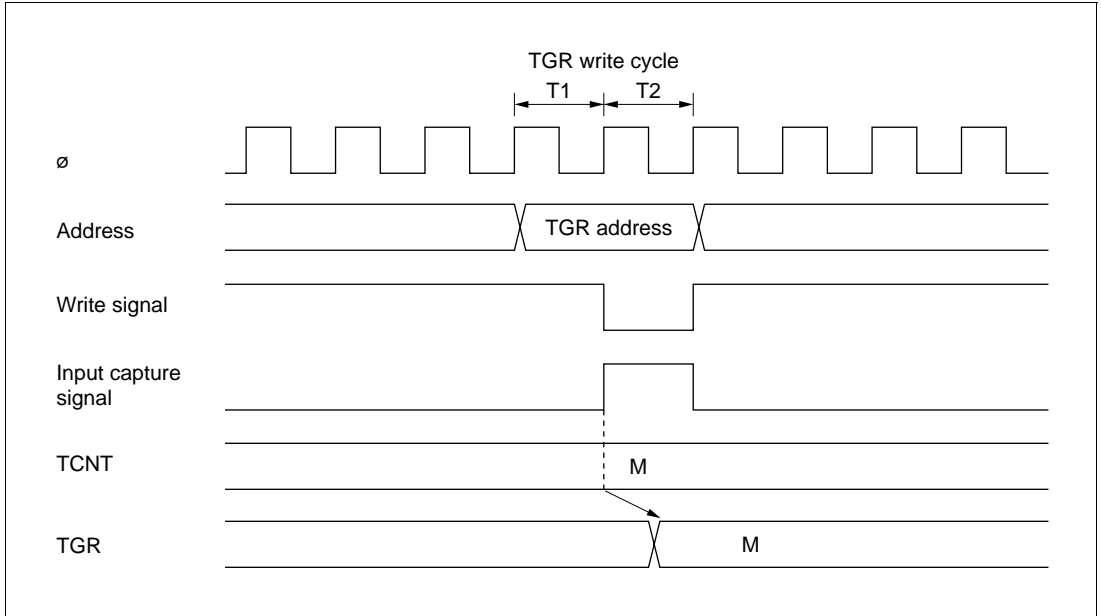 TGR write cycle
T1 T2
ø
Address TGR address
Write signal
Input capture
signal
TCNT M
TGR M